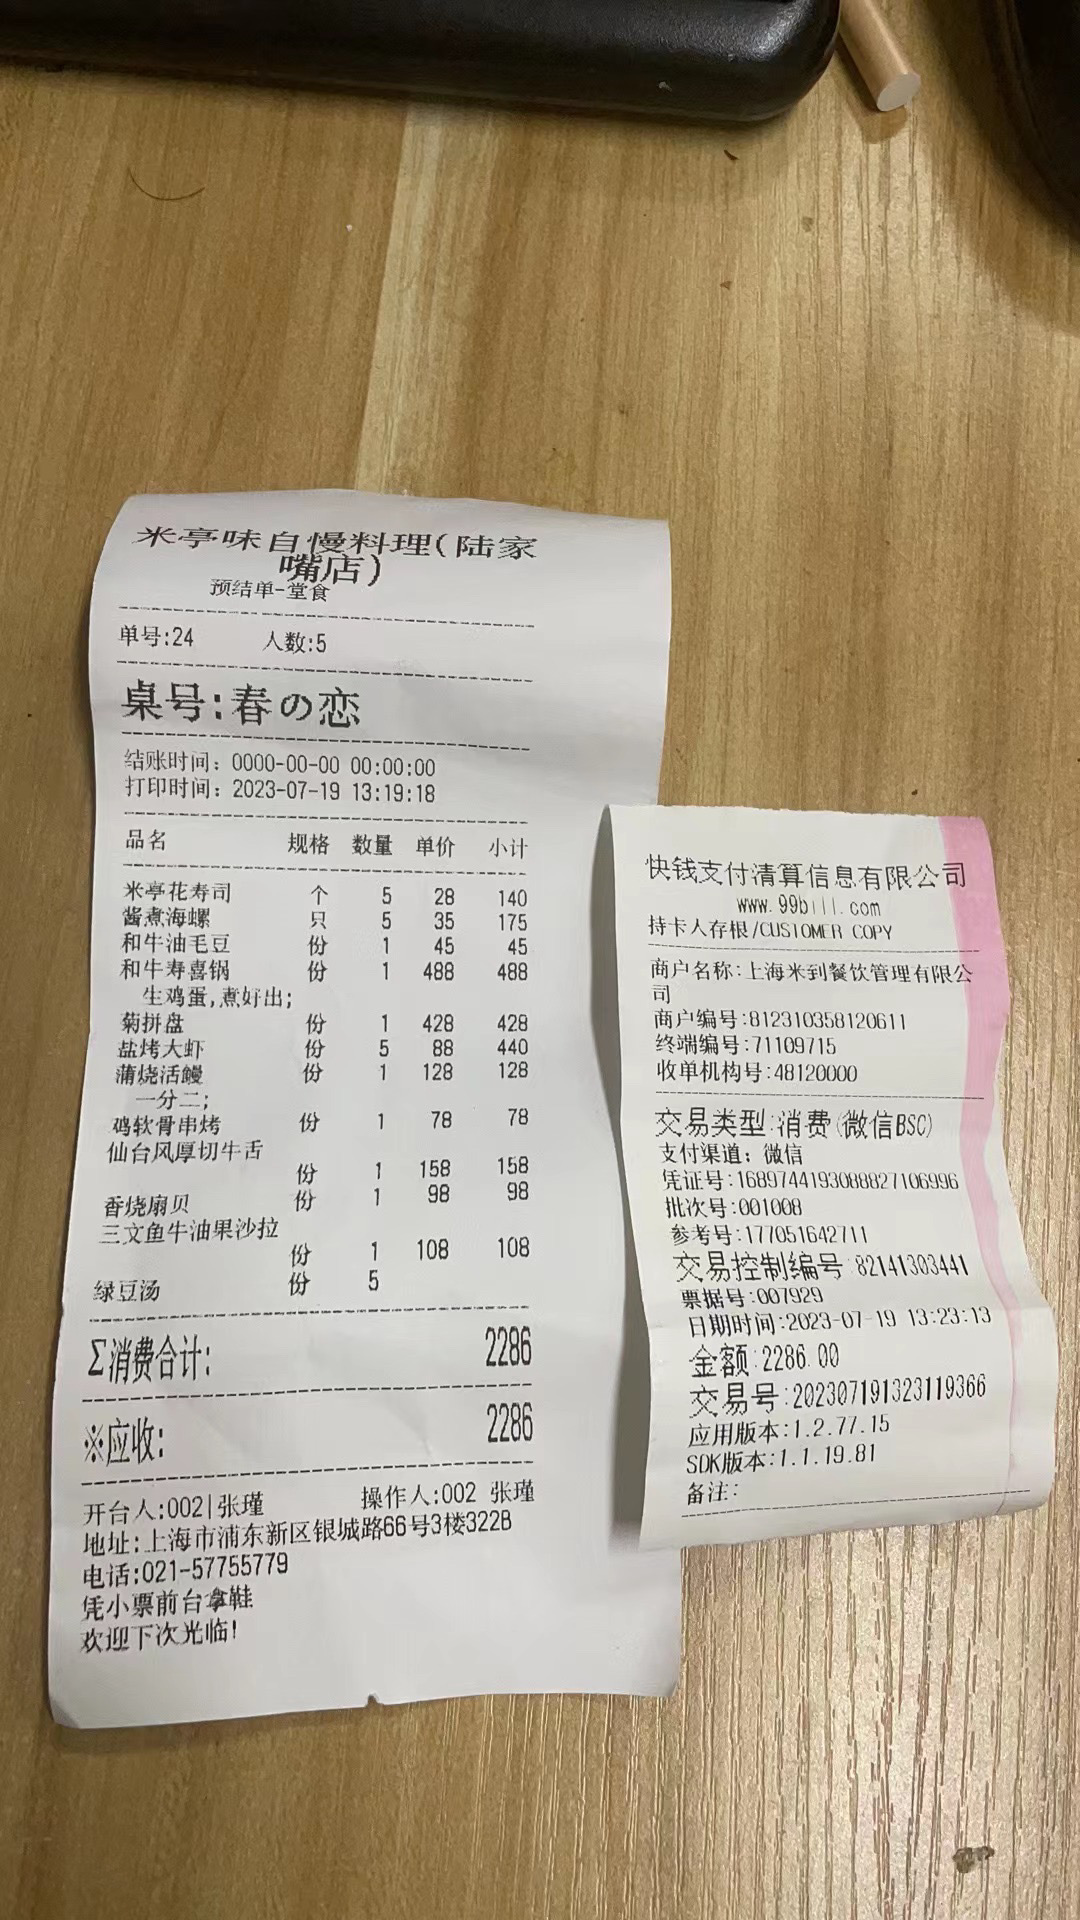 米亭味自慢料理(陆家
嘴店)
预结单-堂食
单号:24 人数:5
桌号:春の恋
结账时间: 0000-00-00 00:00:00
打印时间: 2023-07-19 13:19:18
品名 规格 数量 单价 小计
米亭花寿司 个 5 28 140
酱煮海螺 只 5 35 175
和牛油毛豆 份 1 45 45
和牛寿喜锅 份 1 488 488
生鸡蛋,煮好出;
菊拼盘 份 1 428 428
盐烤大虾 份 5 88 440
蒲烧活鳗 份 1 128 128
一分二;
鸡软骨串烤 份 1 78 78
仙台风厚切牛舌
份 1 158 158
香烧扇贝 份 1 98 98
三文鱼牛油果沙拉
份 1 108 108
绿豆汤 份 5
Σ消费合计: 2286
※应收: 2286
开台人:002|张瑾 操作人:002 张瑾
地址:上海市浦东新区银城路66号3楼322B
电话:021-57755779
凭小票前台拿鞋
欢迎下次光临!
快钱支付清算信息有限公司
www.99bill.com
持卡人存根/CUSTOMER COPY
商户名称:上海米到餐饮管理有限公
司
商户编号:812310358120611
终端编号:71109715
收单机构号:48120000
交易类型:消费(微信BSC)
支付渠道: 微信
凭证号:1689744193088827106996
批次号:001008
参考号:177051642711
交易控制编号:82141303441
票据号:007929
日期时间:2023-07-19 13:23:13
金额:2286.00
交易号:202307191323119366
应用版本:1.2.77.15
SDK版本:1.1.19.81
备注: